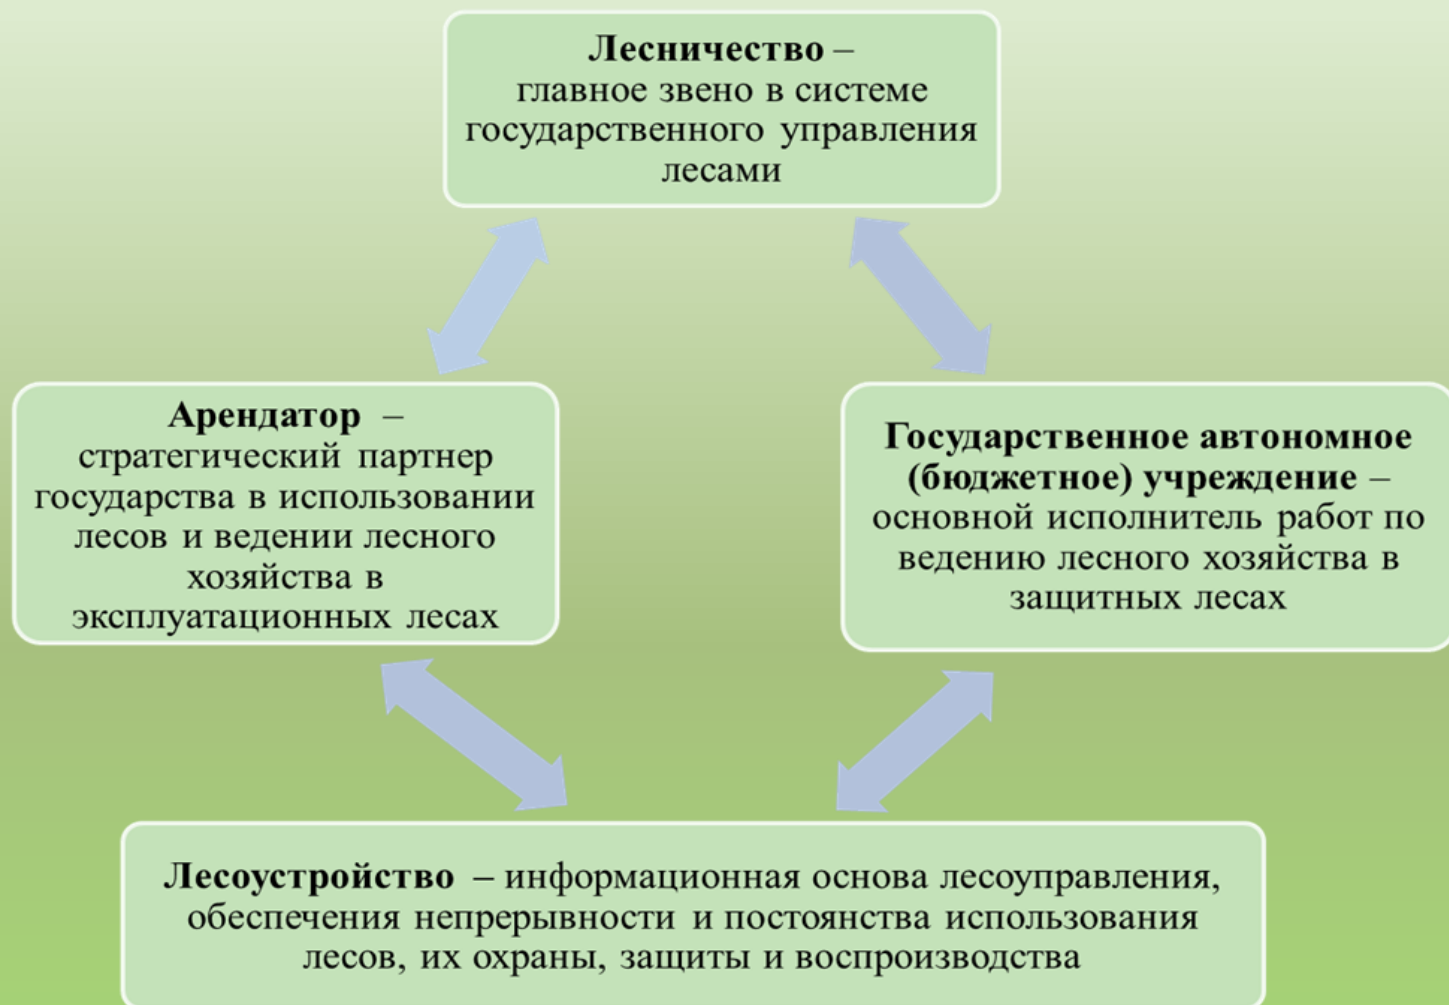 Лесничество –
главное звено в системе
государственного управления
лесами
Арендатор –
стратегический партнер
государства в использовании
лесов и ведении лесного
хозяйства в
эксплуатационных лесах
Государственное автономное
(бюджетное) учреждение –
основной исполнитель работ по
ведению лесного хозяйства в
защитных лесах
Лесоустройство – информационная основа лесоуправления,
обеспечения непрерывности и постоянства использования
лесов, их охраны, защиты и воспроизводства